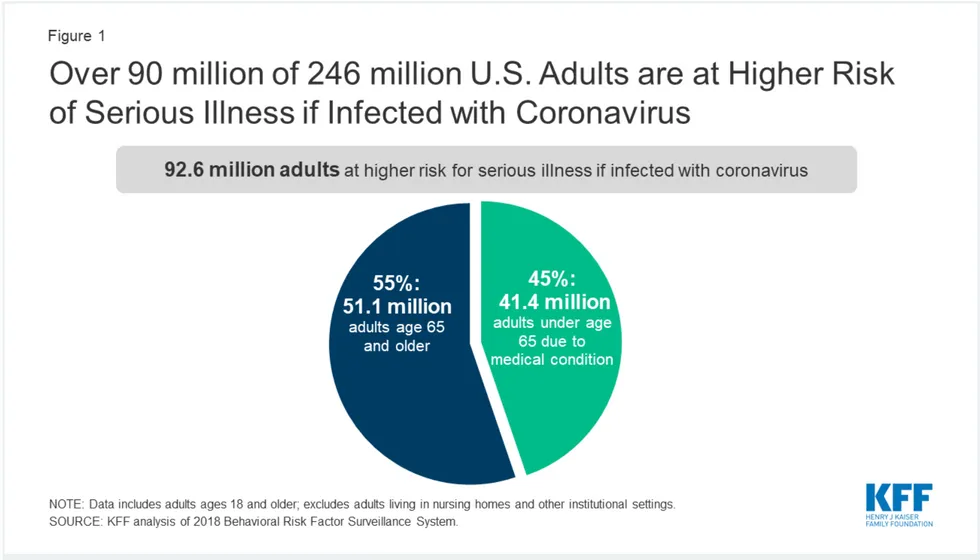 Figure 1
Over 90 million of 246 million U.S. Adults are at Higher Risk
of Serious Illness if Infected with Coronavirus
92.6 million adults at higher risk for serious illness if infected with coronavirus
55%:
51.1 million
adults age 65
and older
45%:
41.4 million
adults under age
65 due to
medical condition
NOTE: Data includes adults ages 18 and older; excludes adults living in nursing homes and other institutional settings.
SOURCE: KFF analysis of 2018 Behavioral Risk Factor Surveillance System.
KFF
HENRY J KAISER
FAMILY FOUNDATION